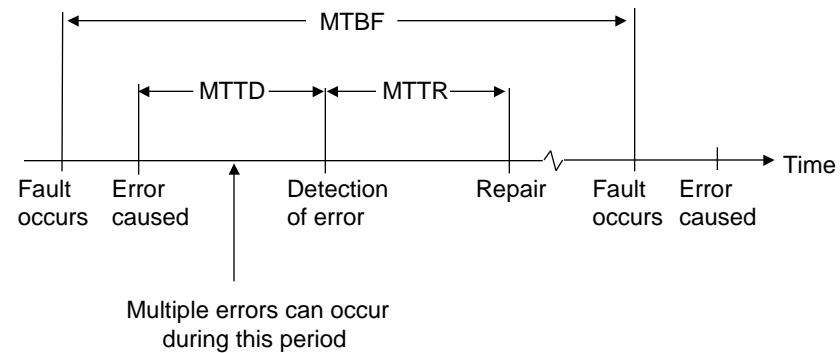 MTBF
MTTD
MTTR
Time
Fault
occurs
Error
caused
Detection
of error
Repair
Fault
occurs
Error
caused
Multiple errors can occur
during this period